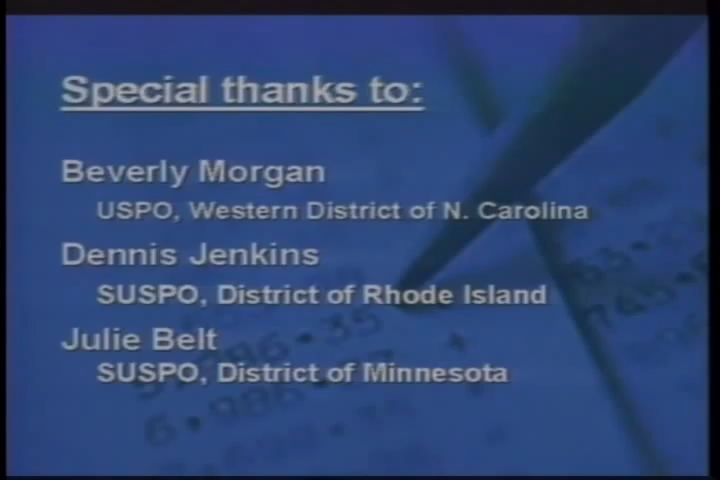 Special thanks to:
Beverly Morgan
USPO, Western District of N. Carolina
Dennis Jenkins
SUSPO, District of Rhode Island
Julie Belt
SUSPO, District of Minnesota